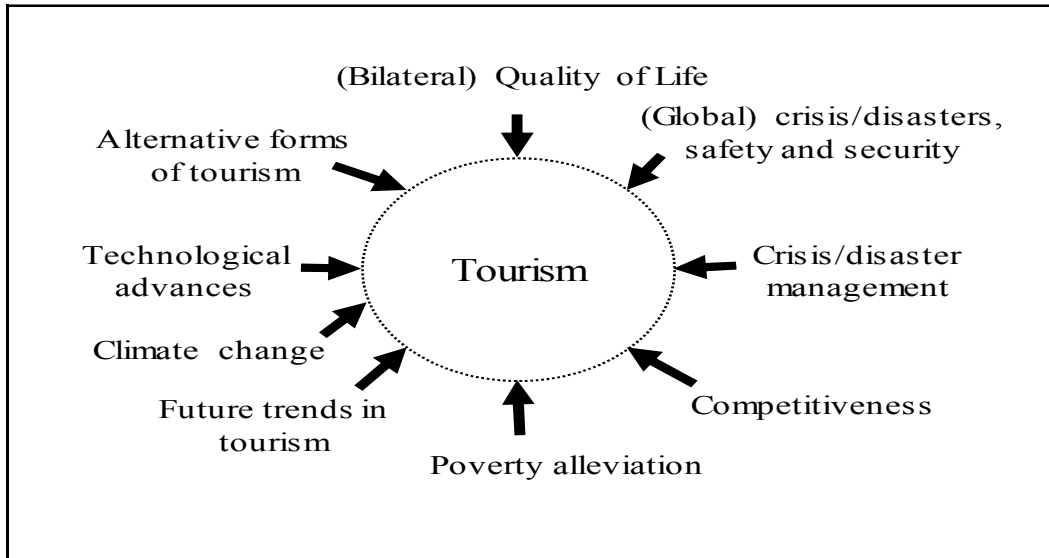 (Bilateral) Quality of Life
(Global) crisis/disasters,
safety and security
Alternative forms
of tourism
Technological
advances
Tourism
Crisis/disaster
management
Climate change
Future trends in
tourism
Competitiveness
Poverty alleviation